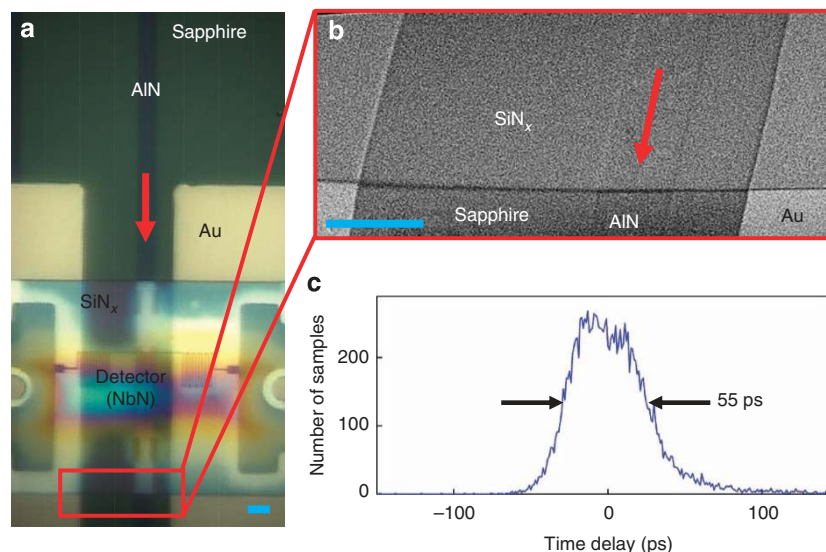 a
Sapphire
AlN
Au
SiNx
Detector
(NbN)
b
SiNx
Sapphire
AlN
Au
c
Number of samples
200
100
0
55 ps
−100
0
100
Time delay (ps)